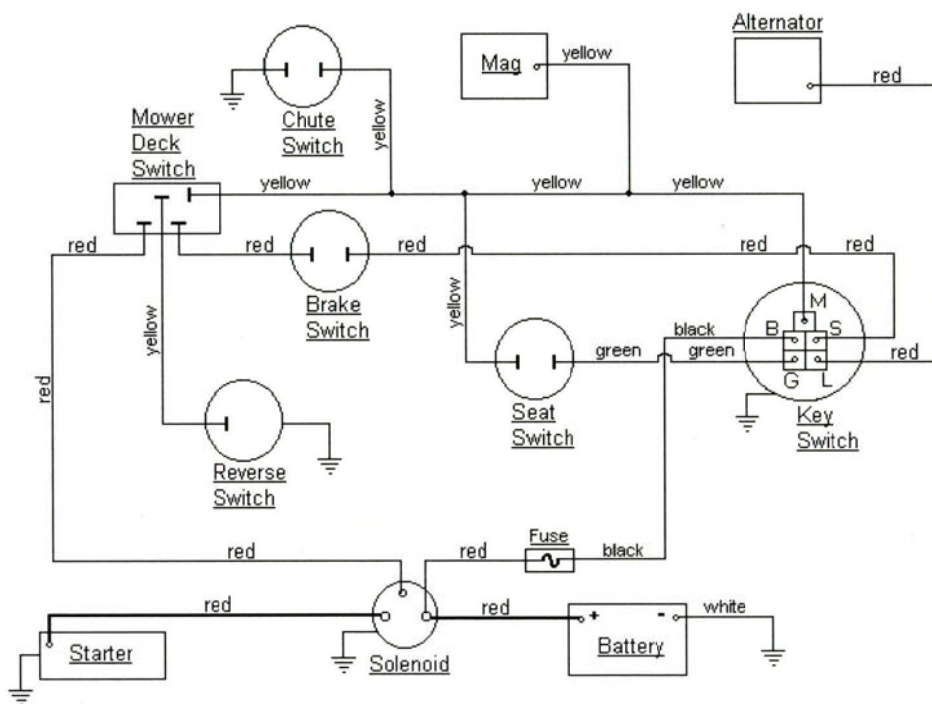 Alternator
yellow
Mag
red
Chute
Switch
Mower
Deck
Switch
yellow
yellow
yellow
yellow
red
red
red
red
red
Brake
Switch
yellow
yellow
M
B
S
black
green
green
red
G
L
Key
Switch
Seat
Switch
red
Reverse
Switch
Fuse
red
red
black
red
red
+
-
white
Starter
Solenoid
Battery